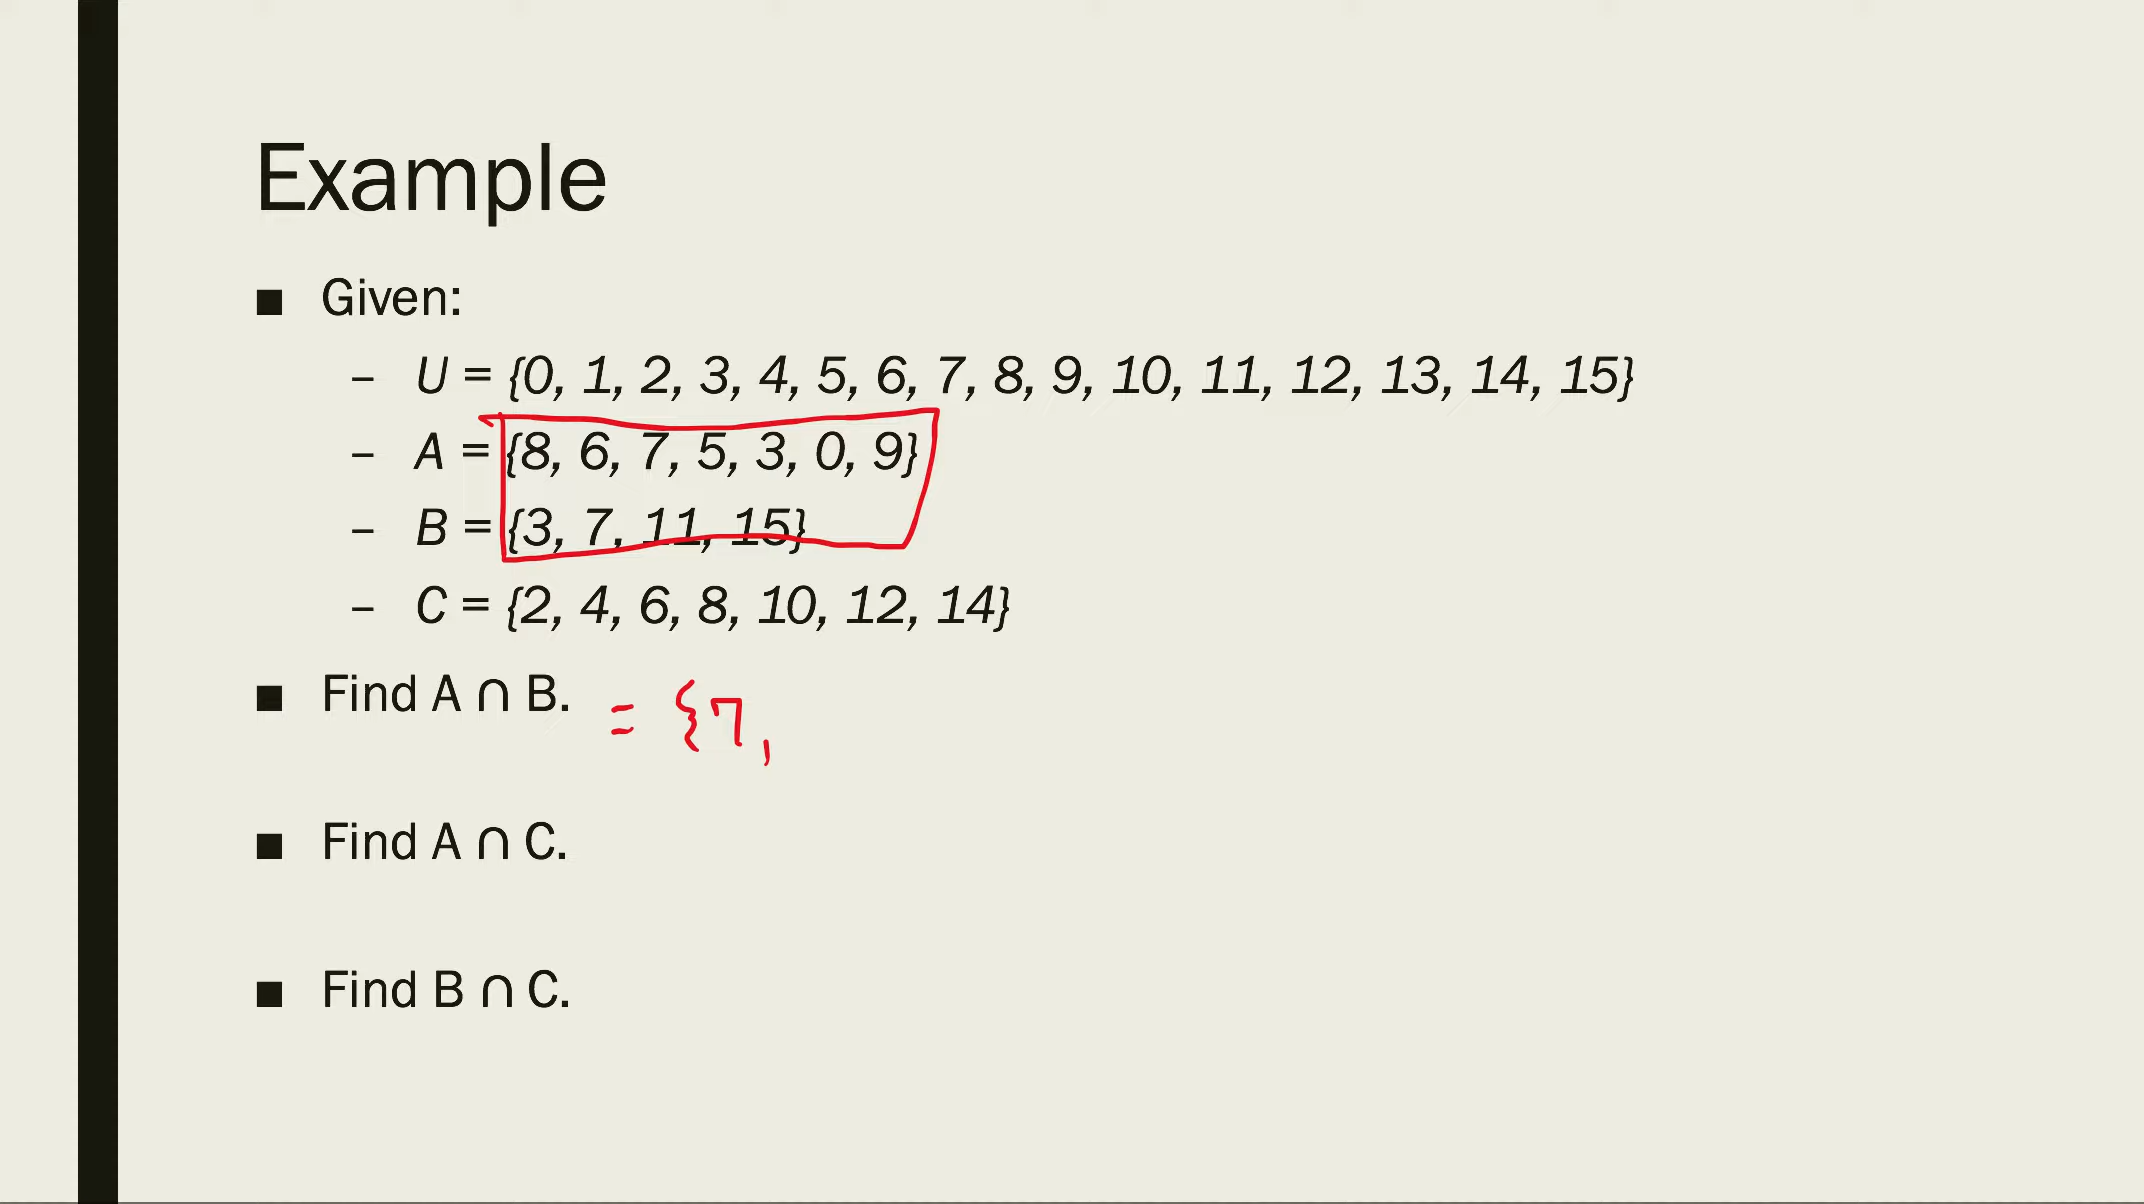 Example
■ Given:
– U = {0, 1, 2, 3, 4, 5, 6, 7, 8, 9, 10, 11, 12, 13, 14, 15}
– A = {8, 6, 7, 5, 3, 0, 9}
– B = {3, 7, 11, 15}
– C = {2, 4, 6, 8, 10, 12, 14}
■ Find A ∩ B. = {7,
■ Find A ∩ C.
■ Find B ∩ C.